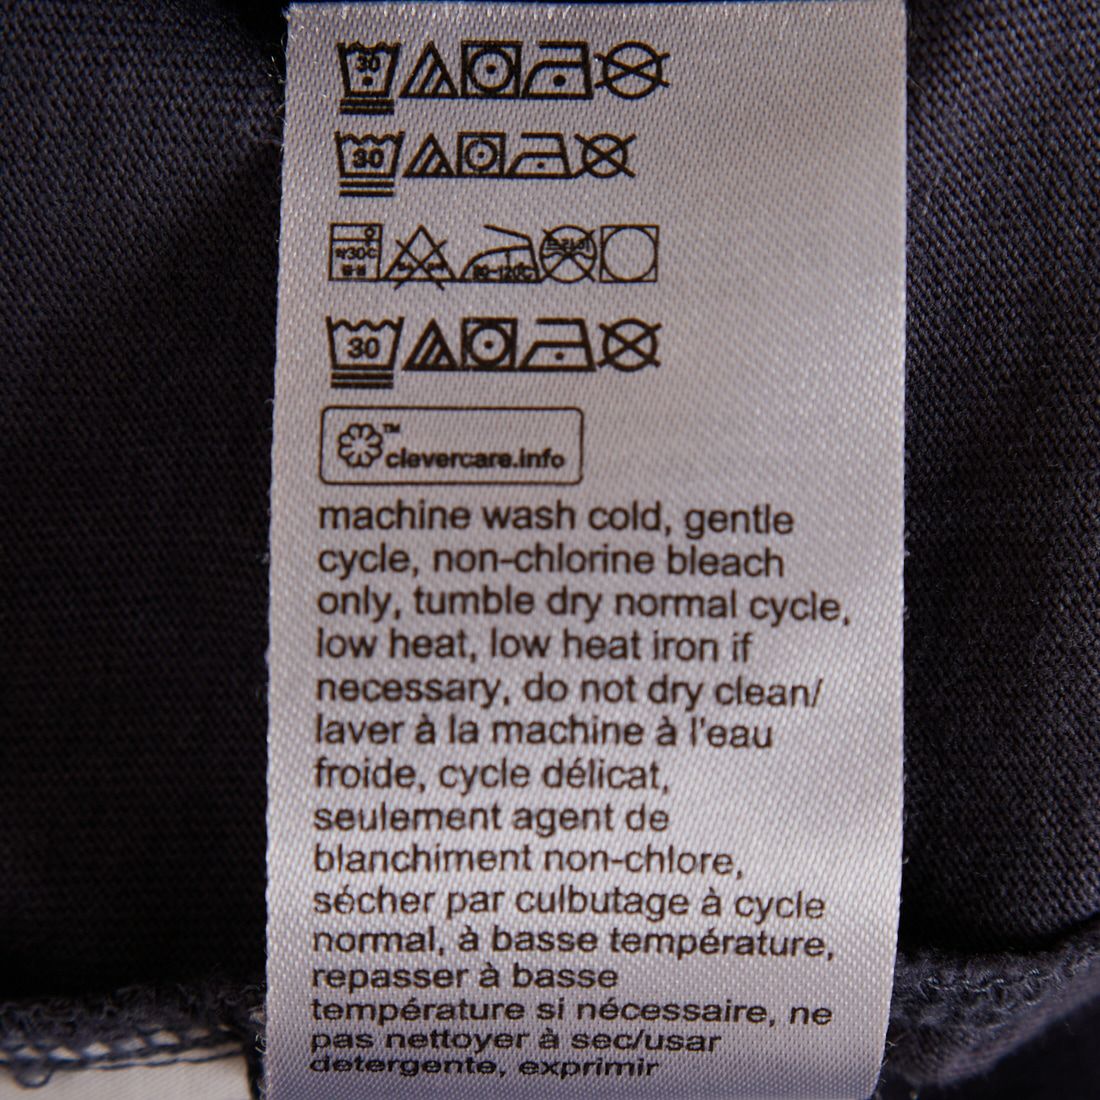 30
30
30
™
clevercare.info
machine wash cold, gentle
cycle, non-chlorine bleach
only, tumble dry normal cycle,
low heat, low heat iron if
necessary, do not dry clean/
laver à la machine à l'eau
froide, cycle délicat,
seulement agent de
blanchiment non-chlore,
sécher par culbutage à cycle
normal, à basse température,
repasser à basse
température si nécessaire, ne
pas nettoyer à sec/usar
detergente, exprimir